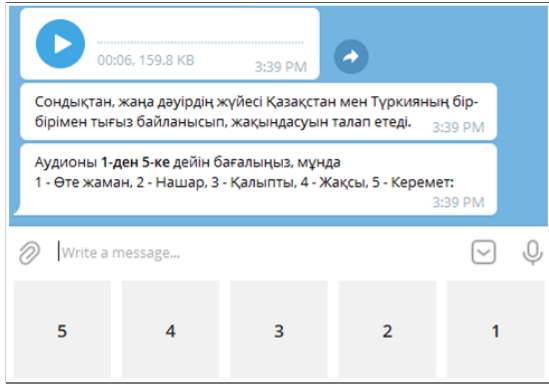 00:06, 159.8 KB
3:39 PM
Сондықтан, жаңа дәуірдің жүйесі Қазақстан мен Түркияның бір-
бірімен тығыз байланысып, жақындасуын талап етеді.
3:39 PM
Аудионы 1-ден 5-ке дейін бағалыңыз, мұнда
1 - Өте жаман, 2 - Нашар, 3 - Қалыпты, 4 - Жақсы, 5 - Керемет:
3:39 PM
Write a message...
5 4 3 2 1